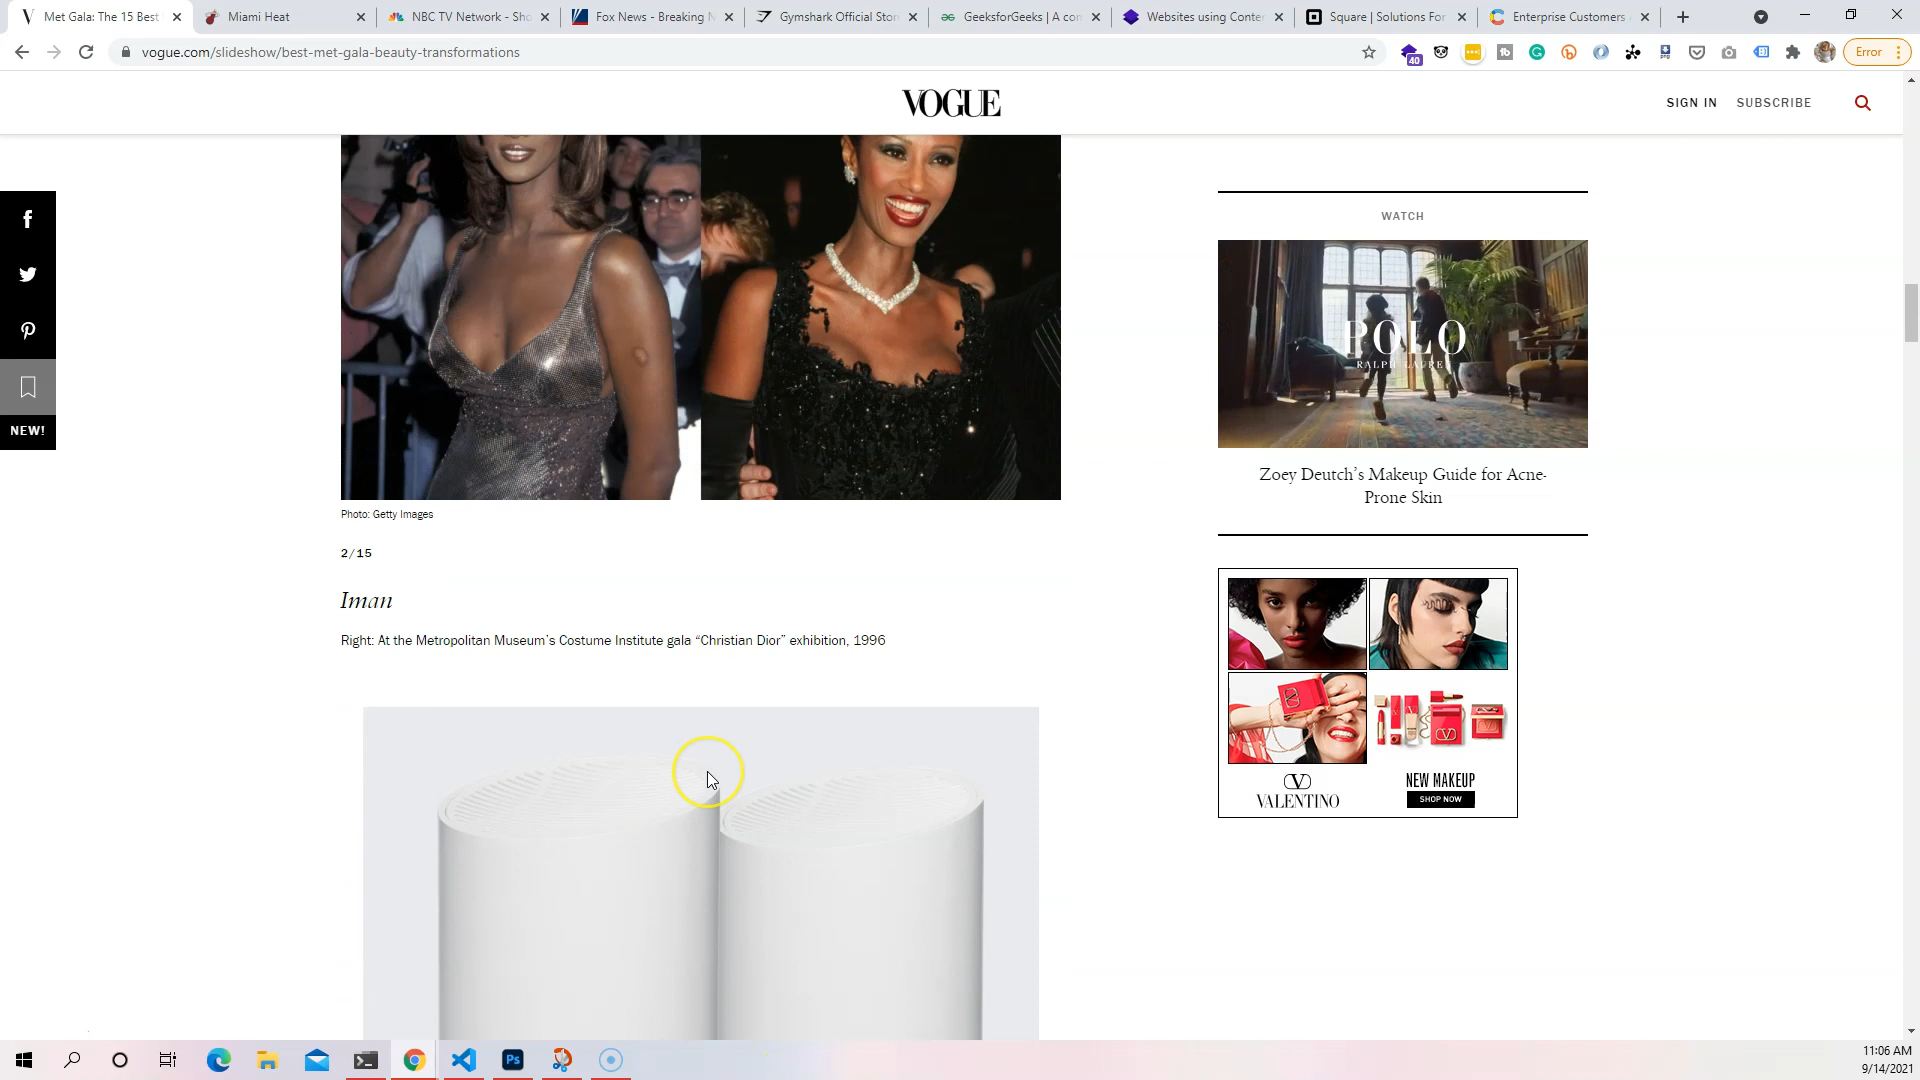 Met Gala: The 15 Best
Miami Heat
NBC TV Network - Sho
Fox News - Breaking N
Gymshark Official Stor
GeeksforGeeks | A con
Websites using Conte
Square | Solutions For
Enterprise Customers
vogue.com/slideshow/best-met-gala-beauty-transformations
40
Error
VOGUE
SIGN IN
SUBSCRIBE
NEW!
WATCH
POLO
RALPH LAUREN
Zoey Deutch’s Makeup Guide for Acne-
Prone Skin
Photo: Getty Images
2/15
Iman
Right: At the Metropolitan Museum’s Costume Institute gala “Christian Dior” exhibition, 1996
VALENTINO
NEW MAKEUP
SHOP NOW
Ps
11:06 AM
9/14/2021